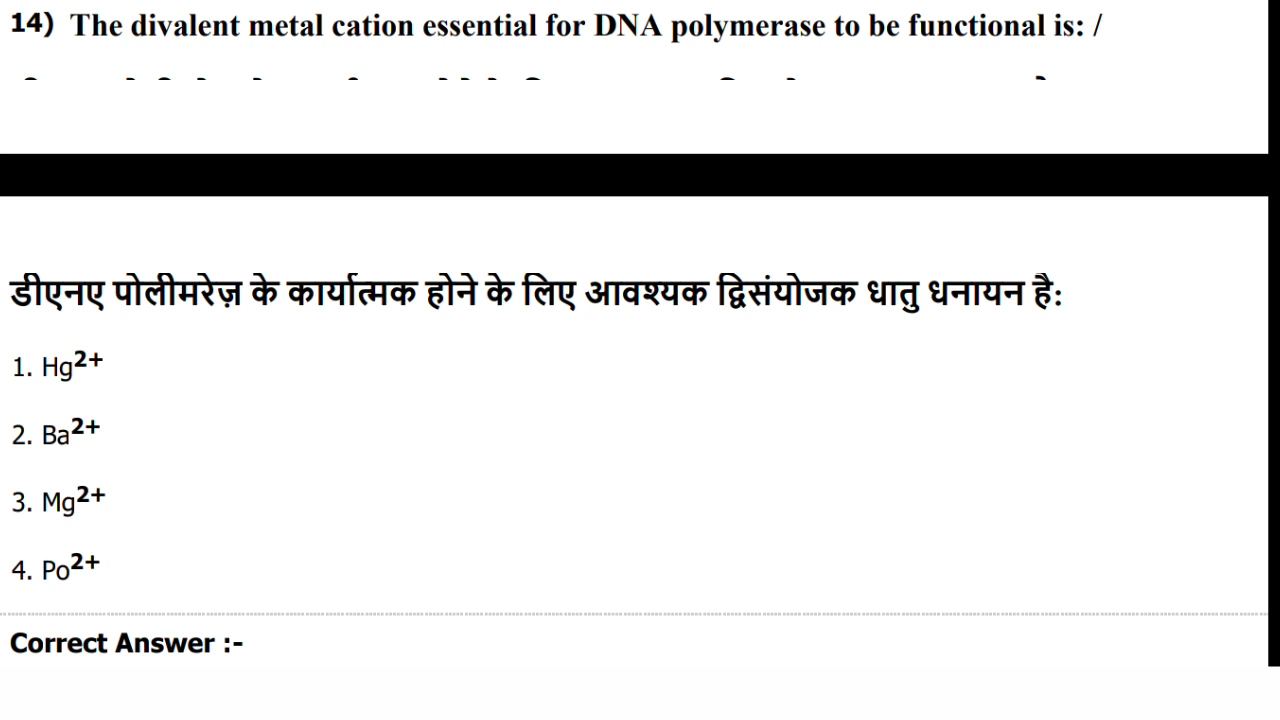 14) The divalent metal cation essential for DNA polymerase to be functional is: /
डीएनए पोलीमरेज़ के कार्यात्मक होने के लिए आवश्यक द्विसंयोजक धातु धनायन है:
1. Hg2+
2. Ba2+
3. Mg2+
4. Po2+
Correct Answer :-